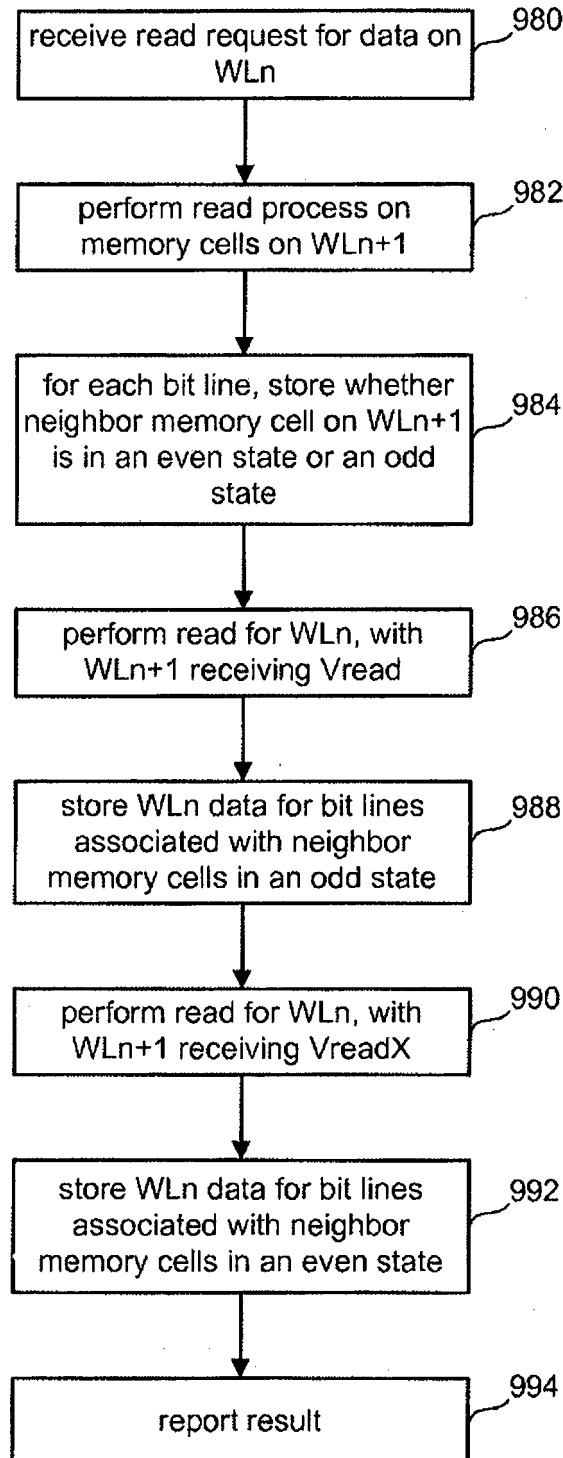 receive read request for data on
WLn
980
perform read process on
memory cells on WLn+1
982
for each bit line, store whether
neighbor memory cell on WLn+1
is in an even state or an odd
state
984
perform read for WLn, with
WLn+1 receiving Vread
986
store WLn data for bit lines
associated with neighbor
memory cells in an odd state
988
perform read for WLn, with
WLn+1 receiving VreadX
990
store WLn data for bit lines
associated with neighbor
memory cells in an even state
992
report result
994